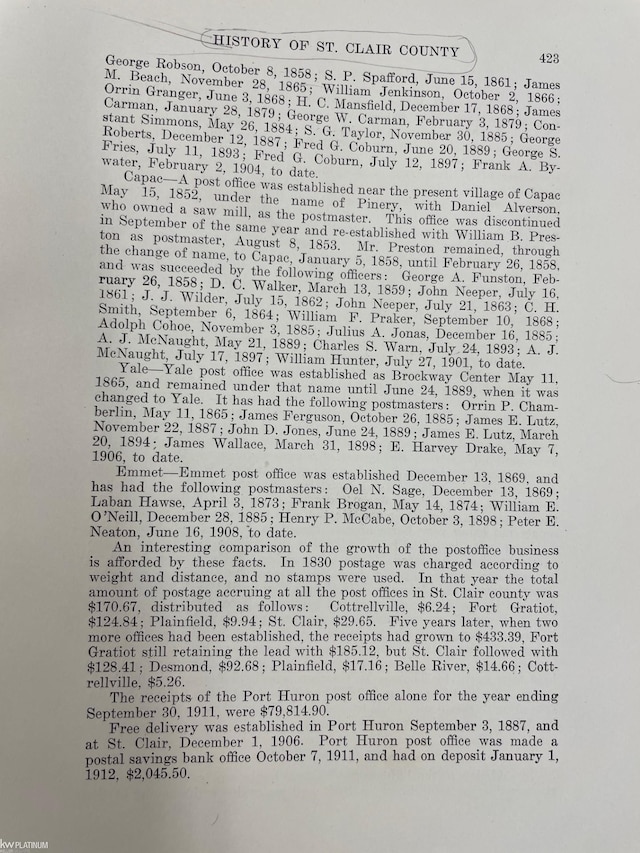 HISTORY OF ST. CLAIR COUNTY 423
George Robson, October 8, 1858; S. P. Spafford, June 15, 1861; James
M. Beach, November 28, 1865; William Jenkinson, October 2, 1866;
Orrin Granger, June 3, 1868; H. C. Mansfield, December 17, 1868; James
Carman, January 28, 1879; George W. Carman, February 3, 1879; Con-
stant Simmons, May 26, 1884; S. G. Taylor, November 30, 1885; George
Roberts, December 12, 1887; Fred G. Coburn, June 20, 1889; George S.
Fries, July 11, 1893; Fred G. Coburn, July 12, 1897; Frank A. By-
water, February 2, 1904, to date.
Capac—A post office was established near the present village of Capac
May 15, 1852, under the name of Pinery, with Daniel Alverson,
who owned a saw mill, as the postmaster. This office was discontinued
in September of the same year and re-established with William B. Pres-
ton as postmaster, August 8, 1853. Mr. Preston remained, through
the change of name, to Capac, January 5, 1858, until February 26, 1858,
and was succeeded by the following officers: George A. Funston, Feb-
ruary 26, 1858; D. C. Walker, March 13, 1859; John Neeper, July 16,
1861; J. J. Wilder, July 15, 1862; John Neeper, July 21, 1863; C. H.
Smith, September 6, 1864; William F. Praker, September 10, 1868;
Adolph Cohoe, November 3, 1885; Julius A. Jonas, December 16, 1885;
A. J. McNaught, May 21, 1889; Charles S. Warn, July 24, 1893; A. J.
McNaught, July 17, 1897; William Hunter, July 27, 1901, to date.
Yale—Yale post office was established as Brockway Center May 11,
1865, and remained under that name until June 24, 1889, when it was
changed to Yale. It has had the following postmasters: Orrin P. Cham-
berlin, May 11, 1865; James Ferguson, October 26, 1885; James E. Lutz,
November 22, 1887; John D. Jones, June 24, 1889; James E. Lutz, March
20, 1894; James Wallace, March 31, 1898; E. Harvey Drake, May 7,
1906, to date.
Emmet—Emmet post office was established December 13, 1869, and
has had the following postmasters: Oel N. Sage, December 13, 1869;
Laban Hawse, April 3, 1873; Frank Brogan, May 14, 1874; William E.
O'Neill, December 28, 1885; Henry P. McCabe, October 3, 1898; Peter E.
Neaton, June 16, 1908, to date.
An interesting comparison of the growth of the postoffice business
is afforded by these facts. In 1830 postage was charged according to
weight and distance, and no stamps were used. In that year the total
amount of postage accruing at all the post offices in St. Clair county was
$170.67, distributed as follows: Cottrellville, $6.24; Fort Gratiot,
$124.84; Plainfield, $9.94; St. Clair, $29.65. Five years later, when two
more offices had been established, the receipts had grown to $433.39, Fort
Gratiot still retaining the lead with $185.12, but St. Clair followed with
$128.41; Desmond, $92.68; Plainfield, $17.16; Belle River, $14.66; Cott-
rellville, $5.26.
The receipts of the Port Huron post office alone for the year ending
September 30, 1911, were $79,814.90.
Free delivery was established in Port Huron September 3, 1887, and
at St. Clair, December 1, 1906. Port Huron post office was made a
postal savings bank office October 7, 1911, and had on deposit January 1,
1912, $2,045.50.
kw PLATINUM